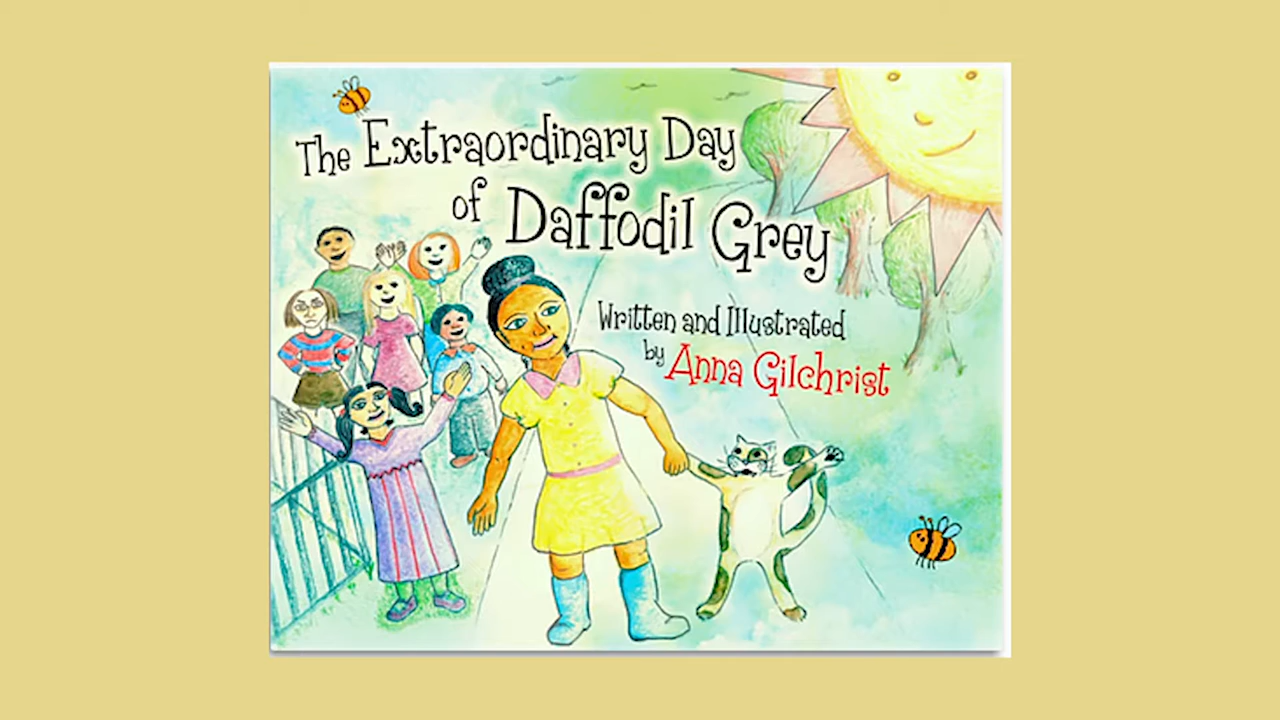 The Extraordinary Day
of Daffodil Grey
Written and Illustrated
by Anna Gilchrist